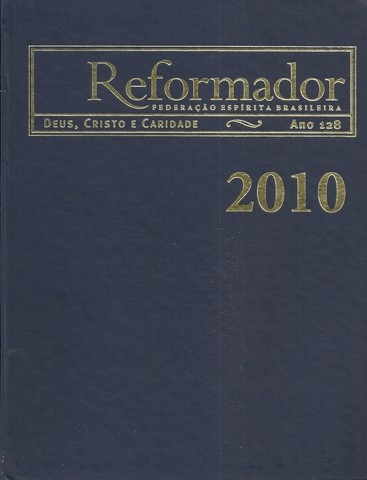 Reformador
FEDERAÇÃO ESPÍRITA BRASILEIRA
DEUS, CRISTO E CARIDADE Ano 128
2010